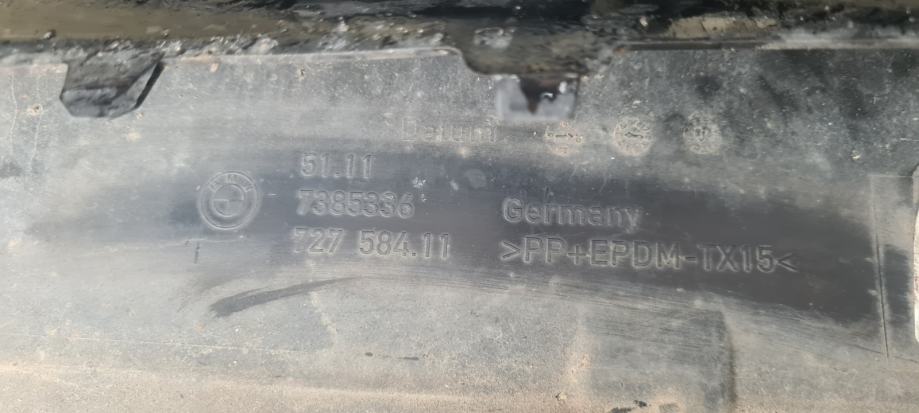 Datum
51.11
7385336
727 584.11
Germany
>PP+EPDM-TX15<